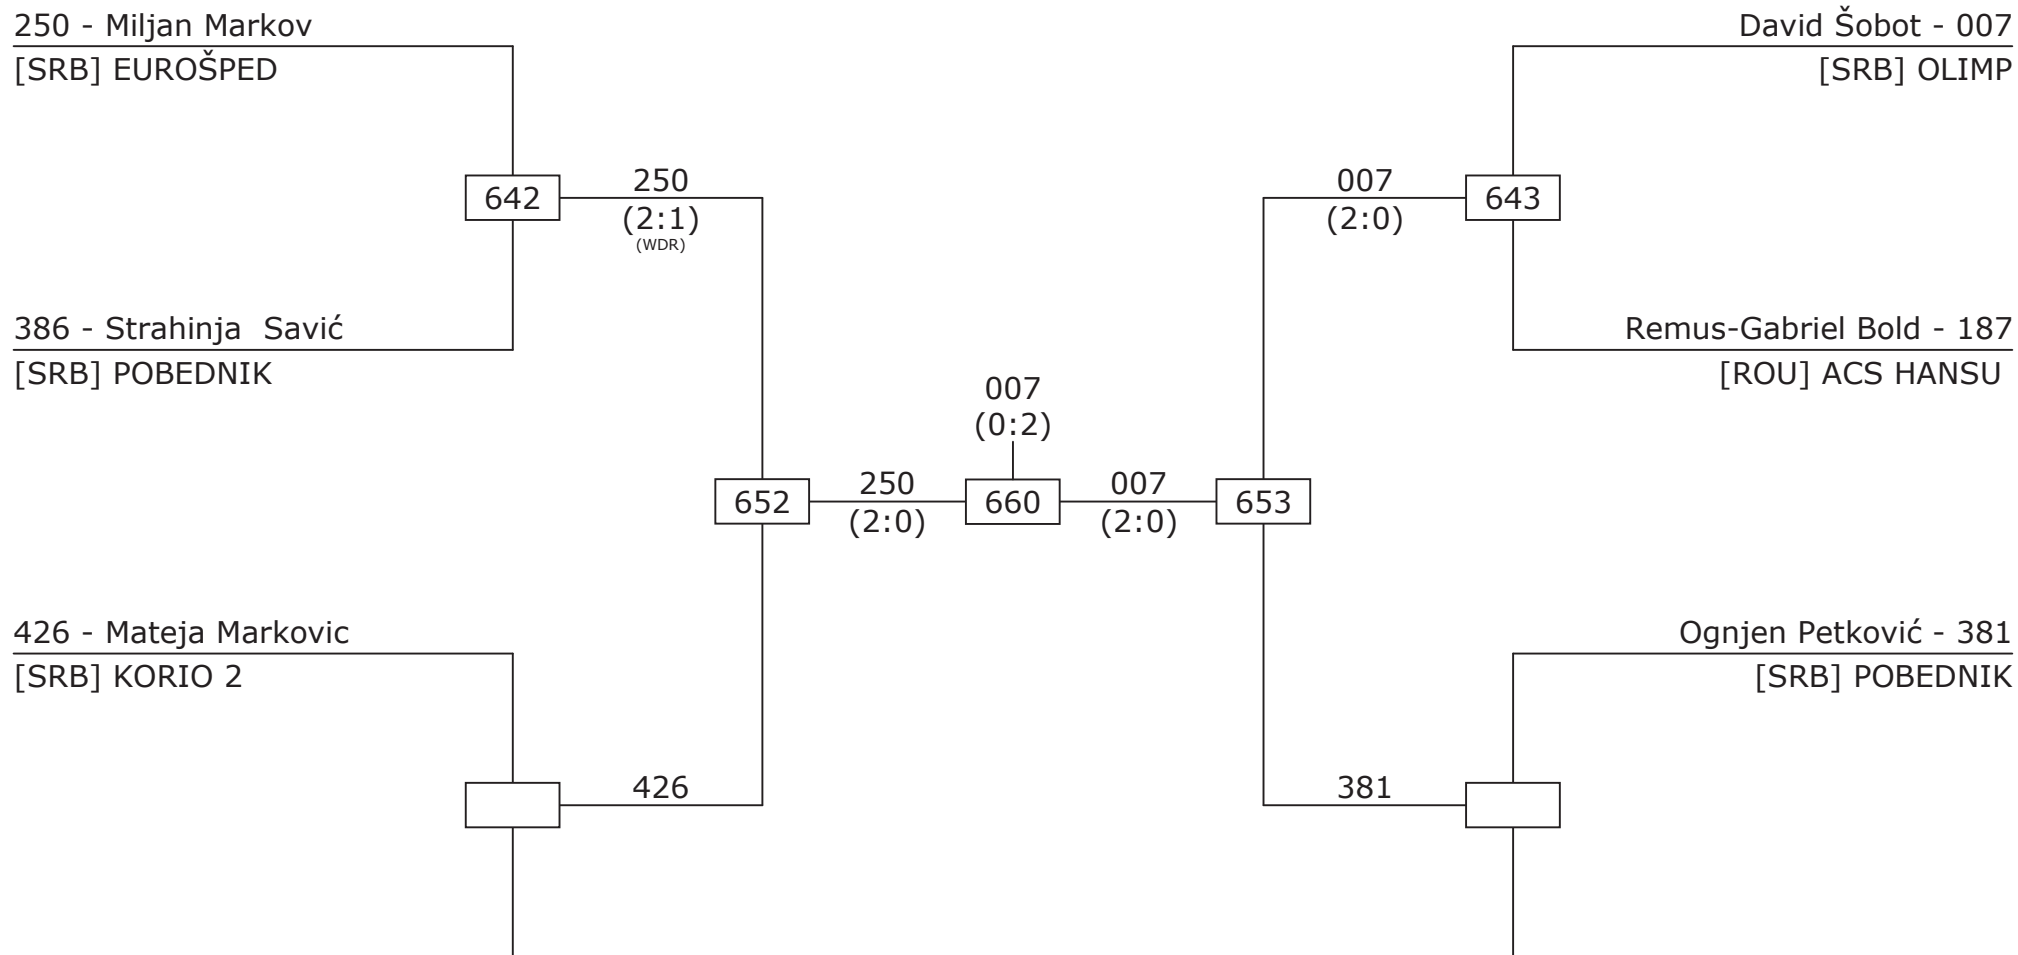 250 - Miljan Markov
[SRB] EUROŠPED
David Šobot - 007
[SRB] OLIMP
642
250
(2:1)
(WDR)
007
(2:0)
643
386 - Strahinja  Savić
[SRB] POBEDNIK
Remus-Gabriel Bold - 187
[ROU] ACS HANSU
007
(0:2)
652
250
(2:0)
660
007
(2:0)
653
426 - Mateja Markovic
[SRB] KORIO 2
Ognjen Petković - 381
[SRB] POBEDNIK
426
381